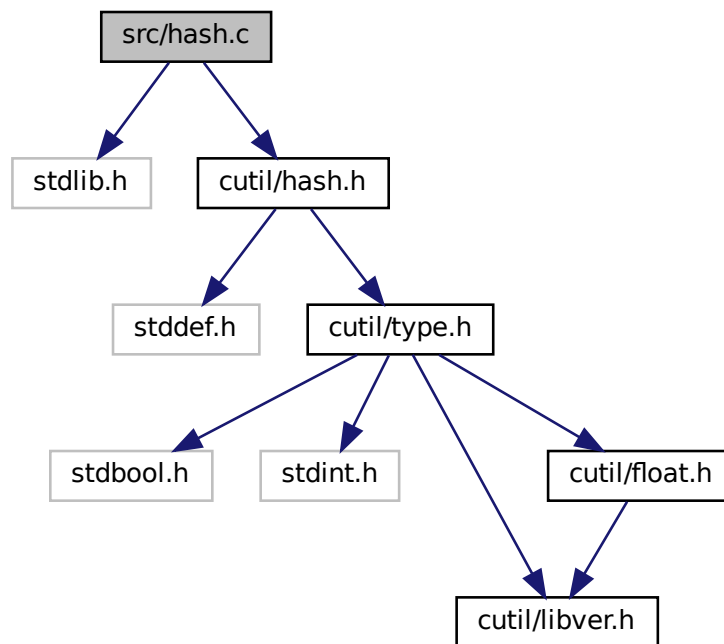 src/hash.c
stdlib.h
cutil/hash.h
stddef.h
cutil/type.h
stdbool.h
stdint.h
cutil/float.h
cutil/libver.h